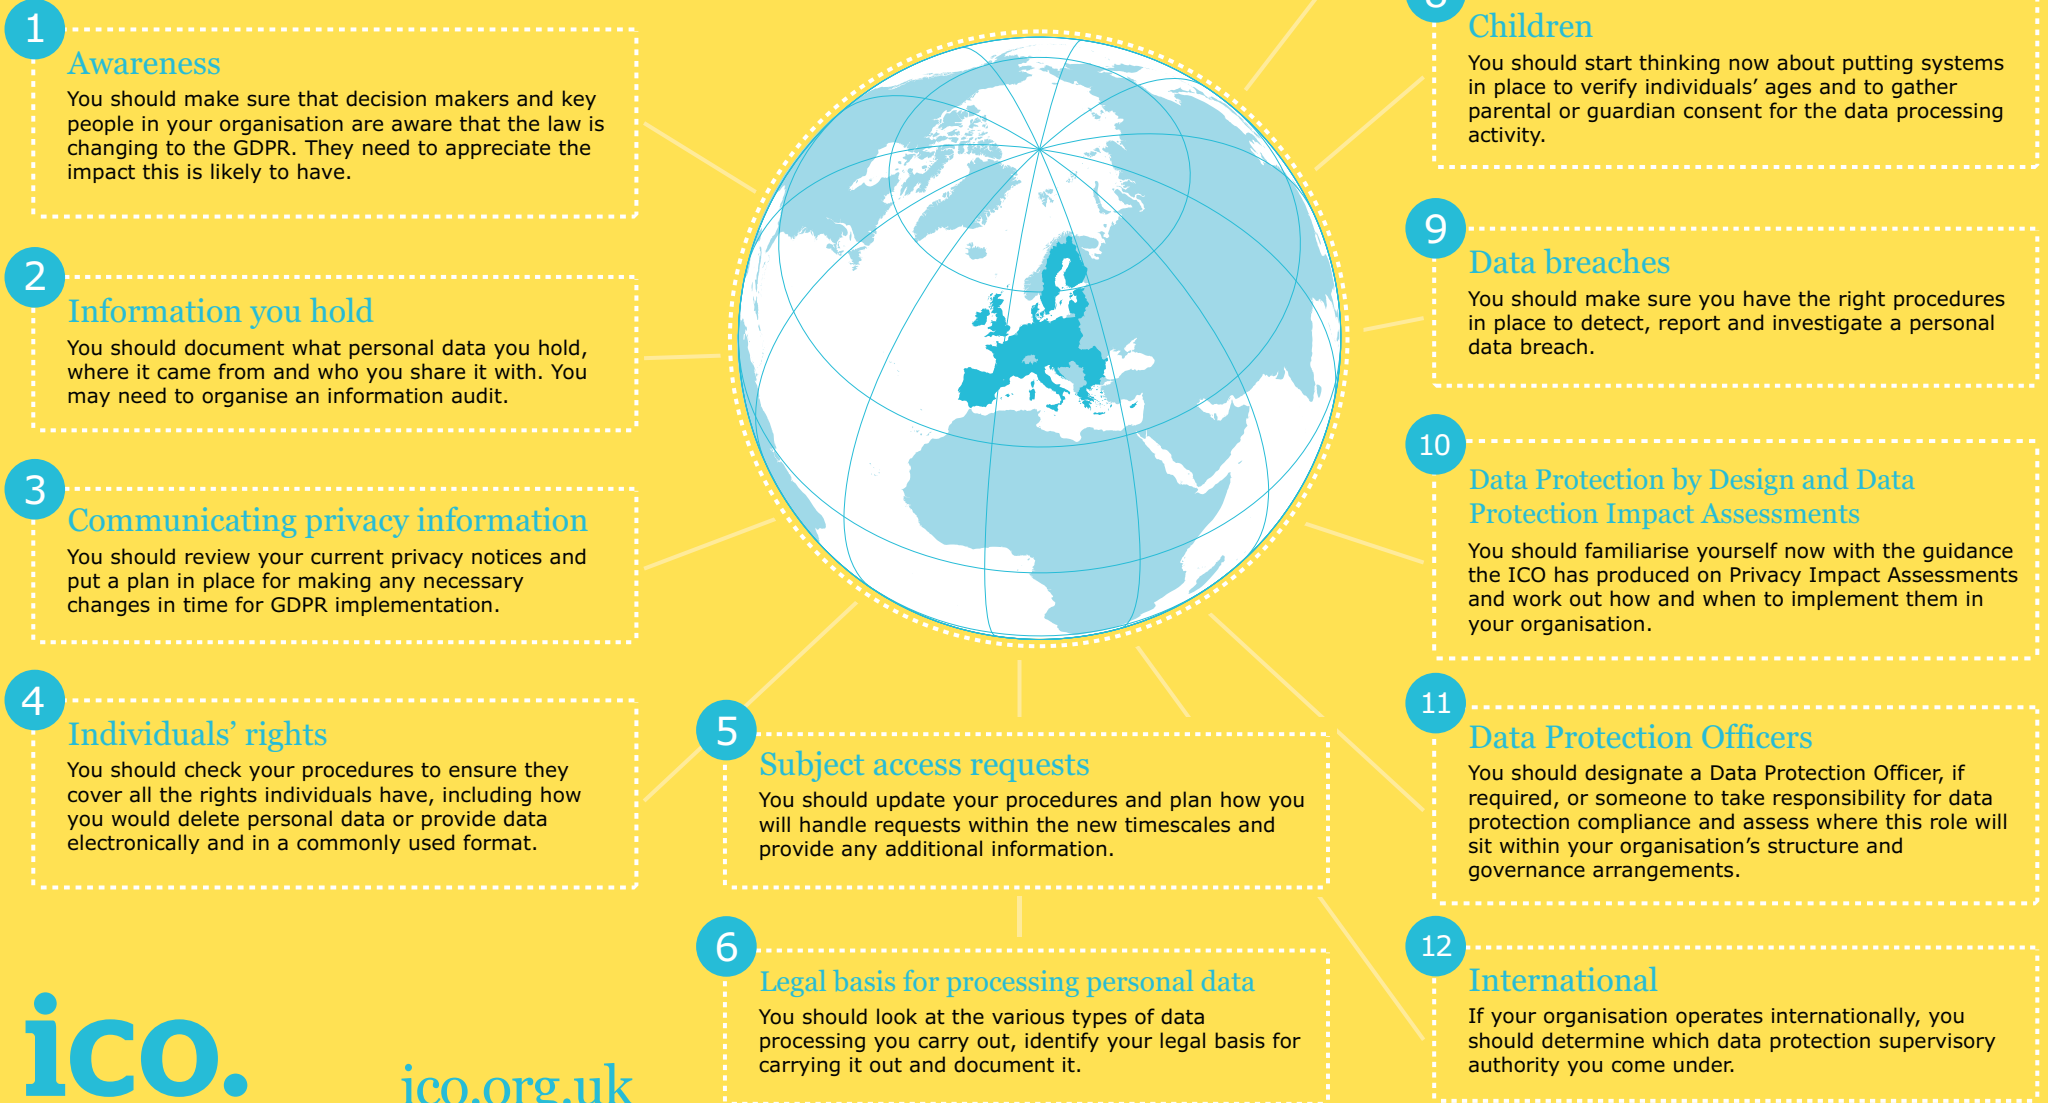 1
Awareness
You should make sure that decision makers and key
people in your organisation are aware that the law is
changing to the GDPR. They need to appreciate the
impact this is likely to have.
2
Information you hold
You should document what personal data you hold,
where it came from and who you share it with. You
may need to organise an information audit.
3
Communicating privacy information
You should review your current privacy notices and
put a plan in place for making any necessary
changes in time for GDPR implementation.
4
Individuals’ rights
You should check your procedures to ensure they
cover all the rights individuals have, including how
you would delete personal data or provide data
electronically and in a commonly used format.
5
Subject access requests
You should update your procedures and plan how you
will handle requests within the new timescales and
provide any additional information.
6
Legal basis for processing personal data
You should look at the various types of data
processing you carry out, identify your legal basis for
carrying it out and document it.
8
Children
You should start thinking now about putting systems
in place to verify individuals’ ages and to gather
parental or guardian consent for the data processing
activity.
9
Data breaches
You should make sure you have the right procedures
in place to detect, report and investigate a personal
data breach.
10
Data Protection by Design and Data
Protection Impact Assessments
You should familiarise yourself now with the guidance
the ICO has produced on Privacy Impact Assessments
and work out how and when to implement them in
your organisation.
11
Data Protection Officers
You should designate a Data Protection Officer, if
required, or someone to take responsibility for data
protection compliance and assess where this role will
sit within your organisation’s structure and
governance arrangements.
12
International
If your organisation operates internationally, you
should determine which data protection supervisory
authority you come under.
ico.
ico.org.uk